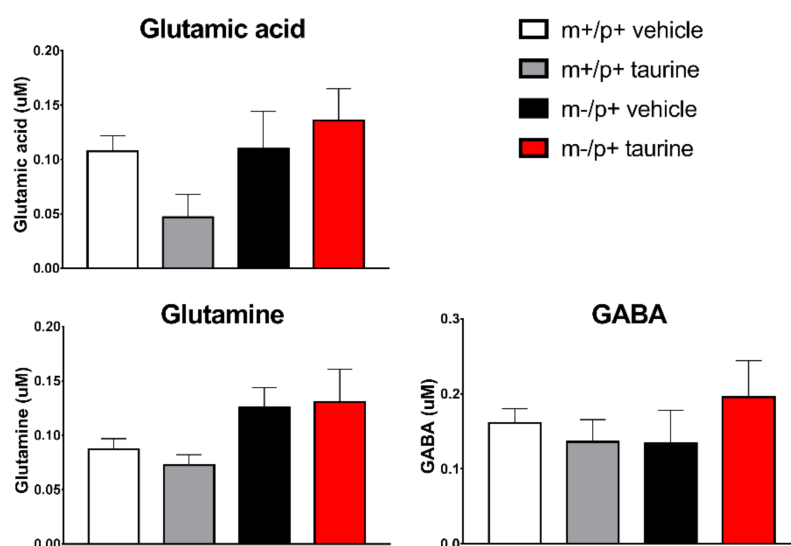 Glutamic acid
m+/p+ vehicle
m+/p+ taurine
m-/p+ vehicle
m-/p+ taurine
Glutamic acid (uM)
0.20
0.15
0.10
0.05
0.00
Glutamine
Glutamine (uM)
0.20
0.15
0.10
0.05
0.00
GABA
GABA (uM)
0.3
0.2
0.1
0.0